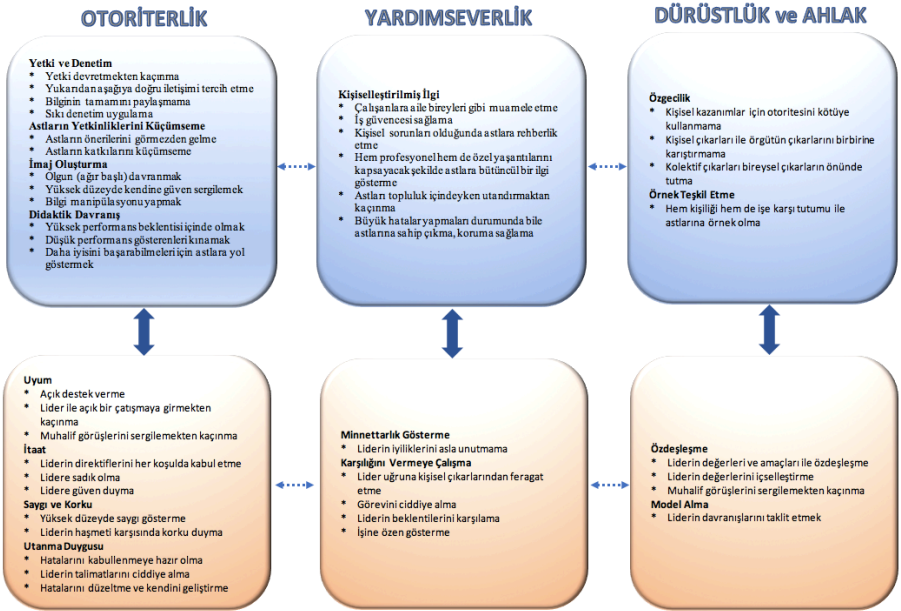 OTORİTERLİK
Yetki ve Denetim
* Yetki devretmekten kaçınma
* Yukarıdan aşağıya doğru iletişimi tercih etme
* Bilginin tamamını paylaşmama
* Sıkı denetim uygulama
Astların Yetkinliklerini Küçümseme
* Astların önerilerini görmezden gelme
* Astların katkılarını küçümseme
İmaj Oluşturma
* Olgun (ağır başlı) davranmak
* Yüksek düzeyde kendine güven sergilemek
* Bilgi manipülasyonu yapmak
Didaktik Davranış
* Yüksek performans beklentisi içinde olmak
* Düşük performans gösterenleri kınamak
* Daha iyisini başarabilmeleri için astlara yol
göstermek
YARDIMSEVERLİK
Kişiselleştirilmiş İlgi
* Çalışanlara aile bireyleri gibi muamele etme
* İş güvencesi sağlama
* Kişisel sorunları olduğunda astlara rehberlik
etme
* Hem profesyonel hem de özel yaşantılarını
kapsayacak şekilde astlara bütüncül bir ilgi
gösterme
* Astları topluluk içindeyken utandırmaktan
kaçınma
* Büyük hatalar yapmaları durumunda bile
astlarına sahip çıkma, koruma sağlama
DÜRÜSTLÜK ve AHLAK
Özgecilik
* Kişisel kazanımlar için otoritesini kötüye
kullanmama
* Kişisel çıkarları ile örgütün çıkarlarını birbirine
karıştırmama
* Kolektif çıkarları bireysel çıkarların önünde
tutma
Örnek Teşkil Etme
* Hem kişiliği hem de işe karşı tutumu ile
astlarına örnek olma
Uyum
* Açık destek verme
* Lider ile açık bir çatışmaya girmekten
kaçınma
* Muhalif görüşlerini sergilemekten kaçınma
İtaat
* Liderin direktiflerini her koşulda kabul etme
* Lidere sadık olma
* Lidere güven duyma
Saygı ve Korku
* Yüksek düzeyde saygı gösterme
* Liderin haşmeti karşısında korku duyma
Utanma Duygusu
* Hatalarını kabullenmeye hazır olma
* Liderin talimatlarını ciddiye alma
* Hatalarını düzeltme ve kendini geliştirme
Minnettarlık Gösterme
* Liderin iyiliklerini asla unutmama
Karşılığını Vermeye Çalışma
* Lider uğruna kişisel çıkarlarından feragat
etme
* Görevini ciddiye alma
* Liderin beklentilerini karşılama
* İşine özen gösterme
Özdeşleşme
* Liderin değerleri ve amaçları ile özdeşleşme
* Liderin değerlerini içselleştirme
* Muhalif görüşlerini sergilemekten kaçınma
Model Alma
* Liderin davranışlarını taklit etmek